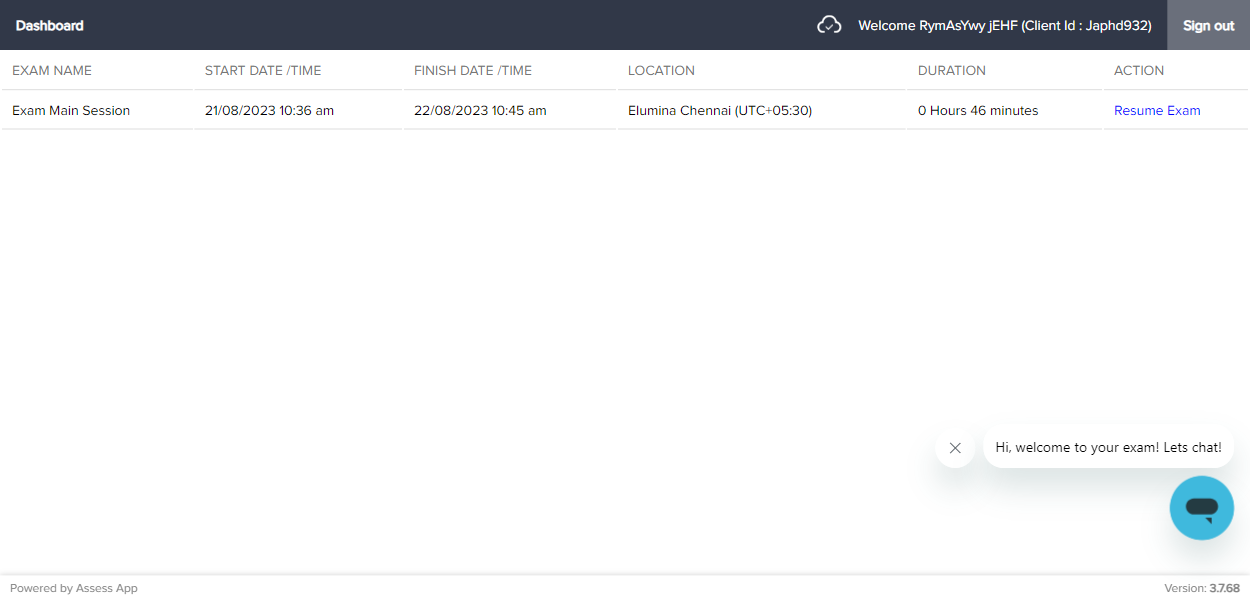 Dashboard Welcome RymAsYwy jEHF (Client Id : Japhd932) Sign out
EXAM NAME START DATE /TIME FINISH DATE /TIME LOCATION DURATION ACTION
Exam Main Session 21/08/2023 10:36 am 22/08/2023 10:45 am Elumina Chennai (UTC+05:30) 0 Hours 46 minutes Resume Exam
Hi, welcome to your exam! Lets chat!
Powered by Assess App Version: 3.7.68